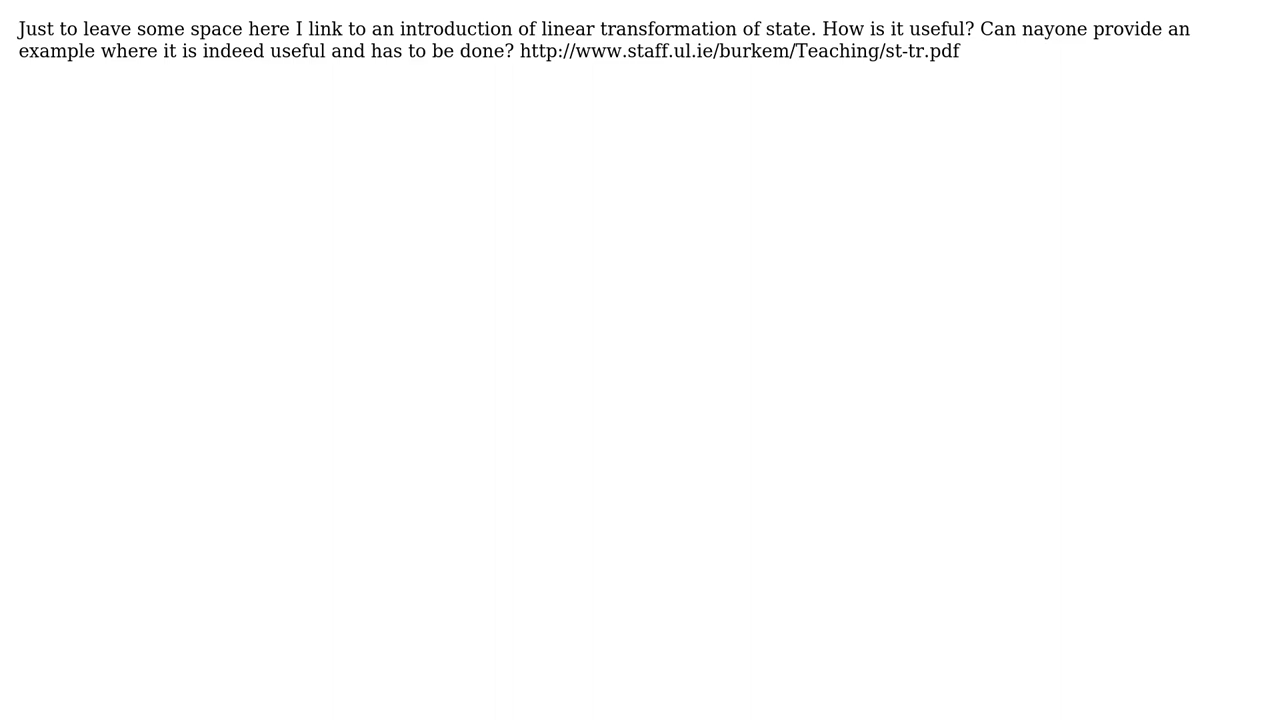 Just to leave some space here I link to an introduction of linear transformation of state. How is it useful? Can nayone provide an
example where it is indeed useful and has to be done? http://www.staff.ul.ie/burkem/Teaching/st-tr.pdf